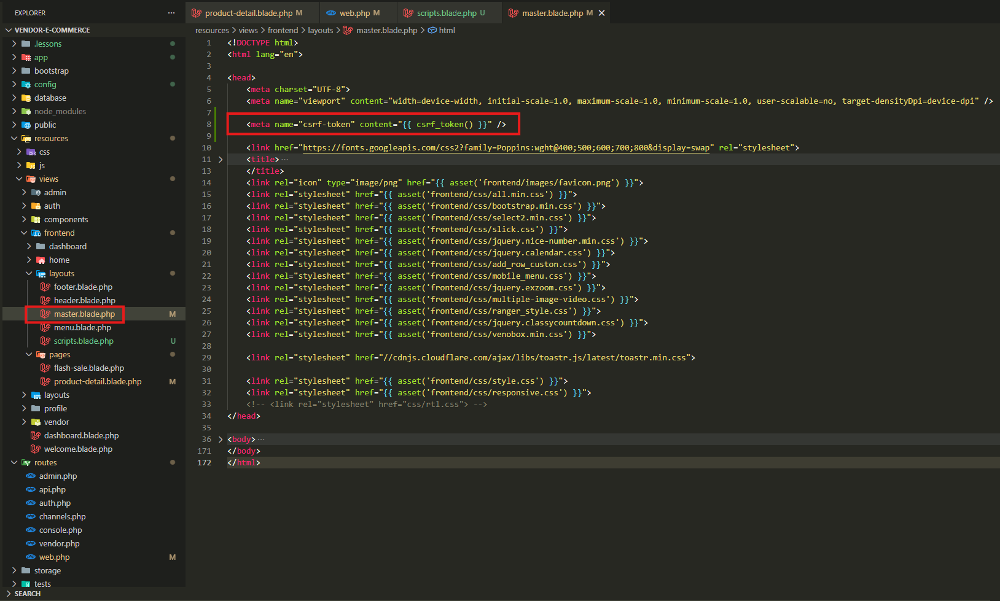 EXPLORER ···
VENDOR-E-COMMERCE
.lessons
app
bootstrap
config
database
node_modules
public
resources
css
js
views
admin
auth
components
frontend
dashboard
home
layouts
footer.blade.php
header.blade.php
master.blade.php M
menu.blade.php
scripts.blade.php U
pages
flash-sale.blade.php
product-detail.blade.php M
layouts
profile
vendor
dashboard.blade.php
welcome.blade.php
routes
admin.php
api.php
auth.php
channels.php
console.php
vendor.php
web.php M
storage
tests
SEARCH
product-detail.blade.php M web.php M scripts.blade.php U master.blade.php M
resources > views > frontend > layouts > master.blade.php > html
1 <!DOCTYPE html>
2 <html lang="en">
3
4 <head>
5 <meta charset="UTF-8">
6 <meta name="viewport" content="width=device-width, initial-scale=1.0, maximum-scale=1.0, minimum-scale=1.0, user-scalable=no, target-densityDpi=device-dpi" />
7
8 <meta name="csrf-token" content="{{ csrf_token() }}" />
9
10 <link href="https://fonts.googleapis.com/css2?family=Poppins:wght@400;500;600;700;800&display=swap" rel="stylesheet">
11 <title>···
13 </title>
14 <link rel="icon" type="image/png" href="{{ asset('frontend/images/favicon.png') }}">
15 <link rel="stylesheet" href="{{ asset('frontend/css/all.min.css') }}">
16 <link rel="stylesheet" href="{{ asset('frontend/css/bootstrap.min.css') }}">
17 <link rel="stylesheet" href="{{ asset('frontend/css/select2.min.css') }}">
18 <link rel="stylesheet" href="{{ asset('frontend/css/slick.css') }}">
19 <link rel="stylesheet" href="{{ asset('frontend/css/jquery.nice-number.min.css') }}">
20 <link rel="stylesheet" href="{{ asset('frontend/css/jquery.calendar.css') }}">
21 <link rel="stylesheet" href="{{ asset('frontend/css/add_row_custon.css') }}">
22 <link rel="stylesheet" href="{{ asset('frontend/css/mobile_menu.css') }}">
23 <link rel="stylesheet" href="{{ asset('frontend/css/jquery.exzoom.css') }}">
24 <link rel="stylesheet" href="{{ asset('frontend/css/multiple-image-video.css') }}">
25 <link rel="stylesheet" href="{{ asset('frontend/css/ranger_style.css') }}">
26 <link rel="stylesheet" href="{{ asset('frontend/css/jquery.classycountdown.css') }}">
27 <link rel="stylesheet" href="{{ asset('frontend/css/venobox.min.css') }}">
28
29 <link rel="stylesheet" href="//cdnjs.cloudflare.com/ajax/libs/toastr.js/latest/toastr.min.css">
30
31 <link rel="stylesheet" href="{{ asset('frontend/css/style.css') }}">
32 <link rel="stylesheet" href="{{ asset('frontend/css/responsive.css') }}">
33 <!-- <link rel="stylesheet" href="css/rtl.css"> -->
34 </head>
35
36 <body>···
171 </body>
172 </html>